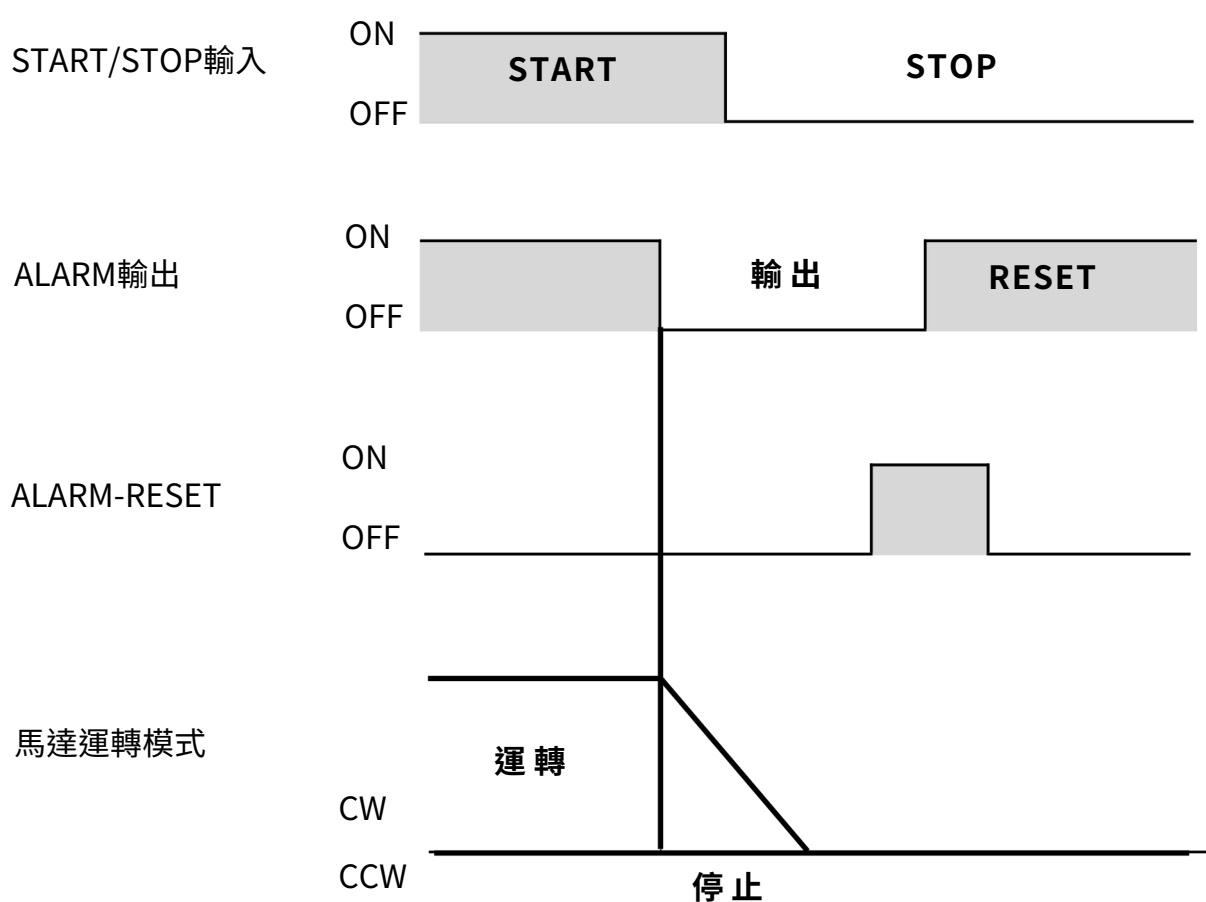 START/STOP輸入
ON
OFF
START
STOP
ALARM輸出
ON
OFF
輸出
RESET
ALARM-RESET
ON
OFF
馬達運轉模式
運轉
CW
CCW
停止